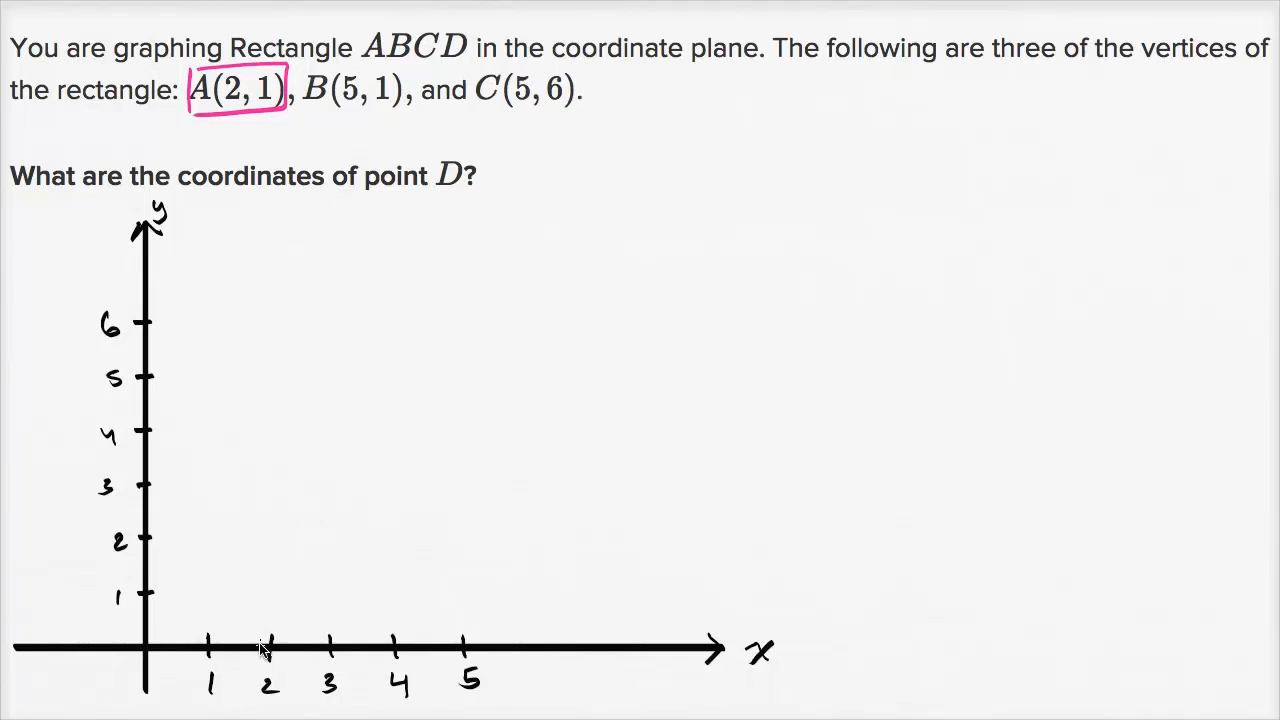 You are graphing Rectangle ABCD in the coordinate plane. The following are three of the vertices of
the rectangle: A(2, 1), B(5, 1), and C(5, 6).
What are the coordinates of point D?
y
6
5
4
3
2
1
x
1 2 3 4 5